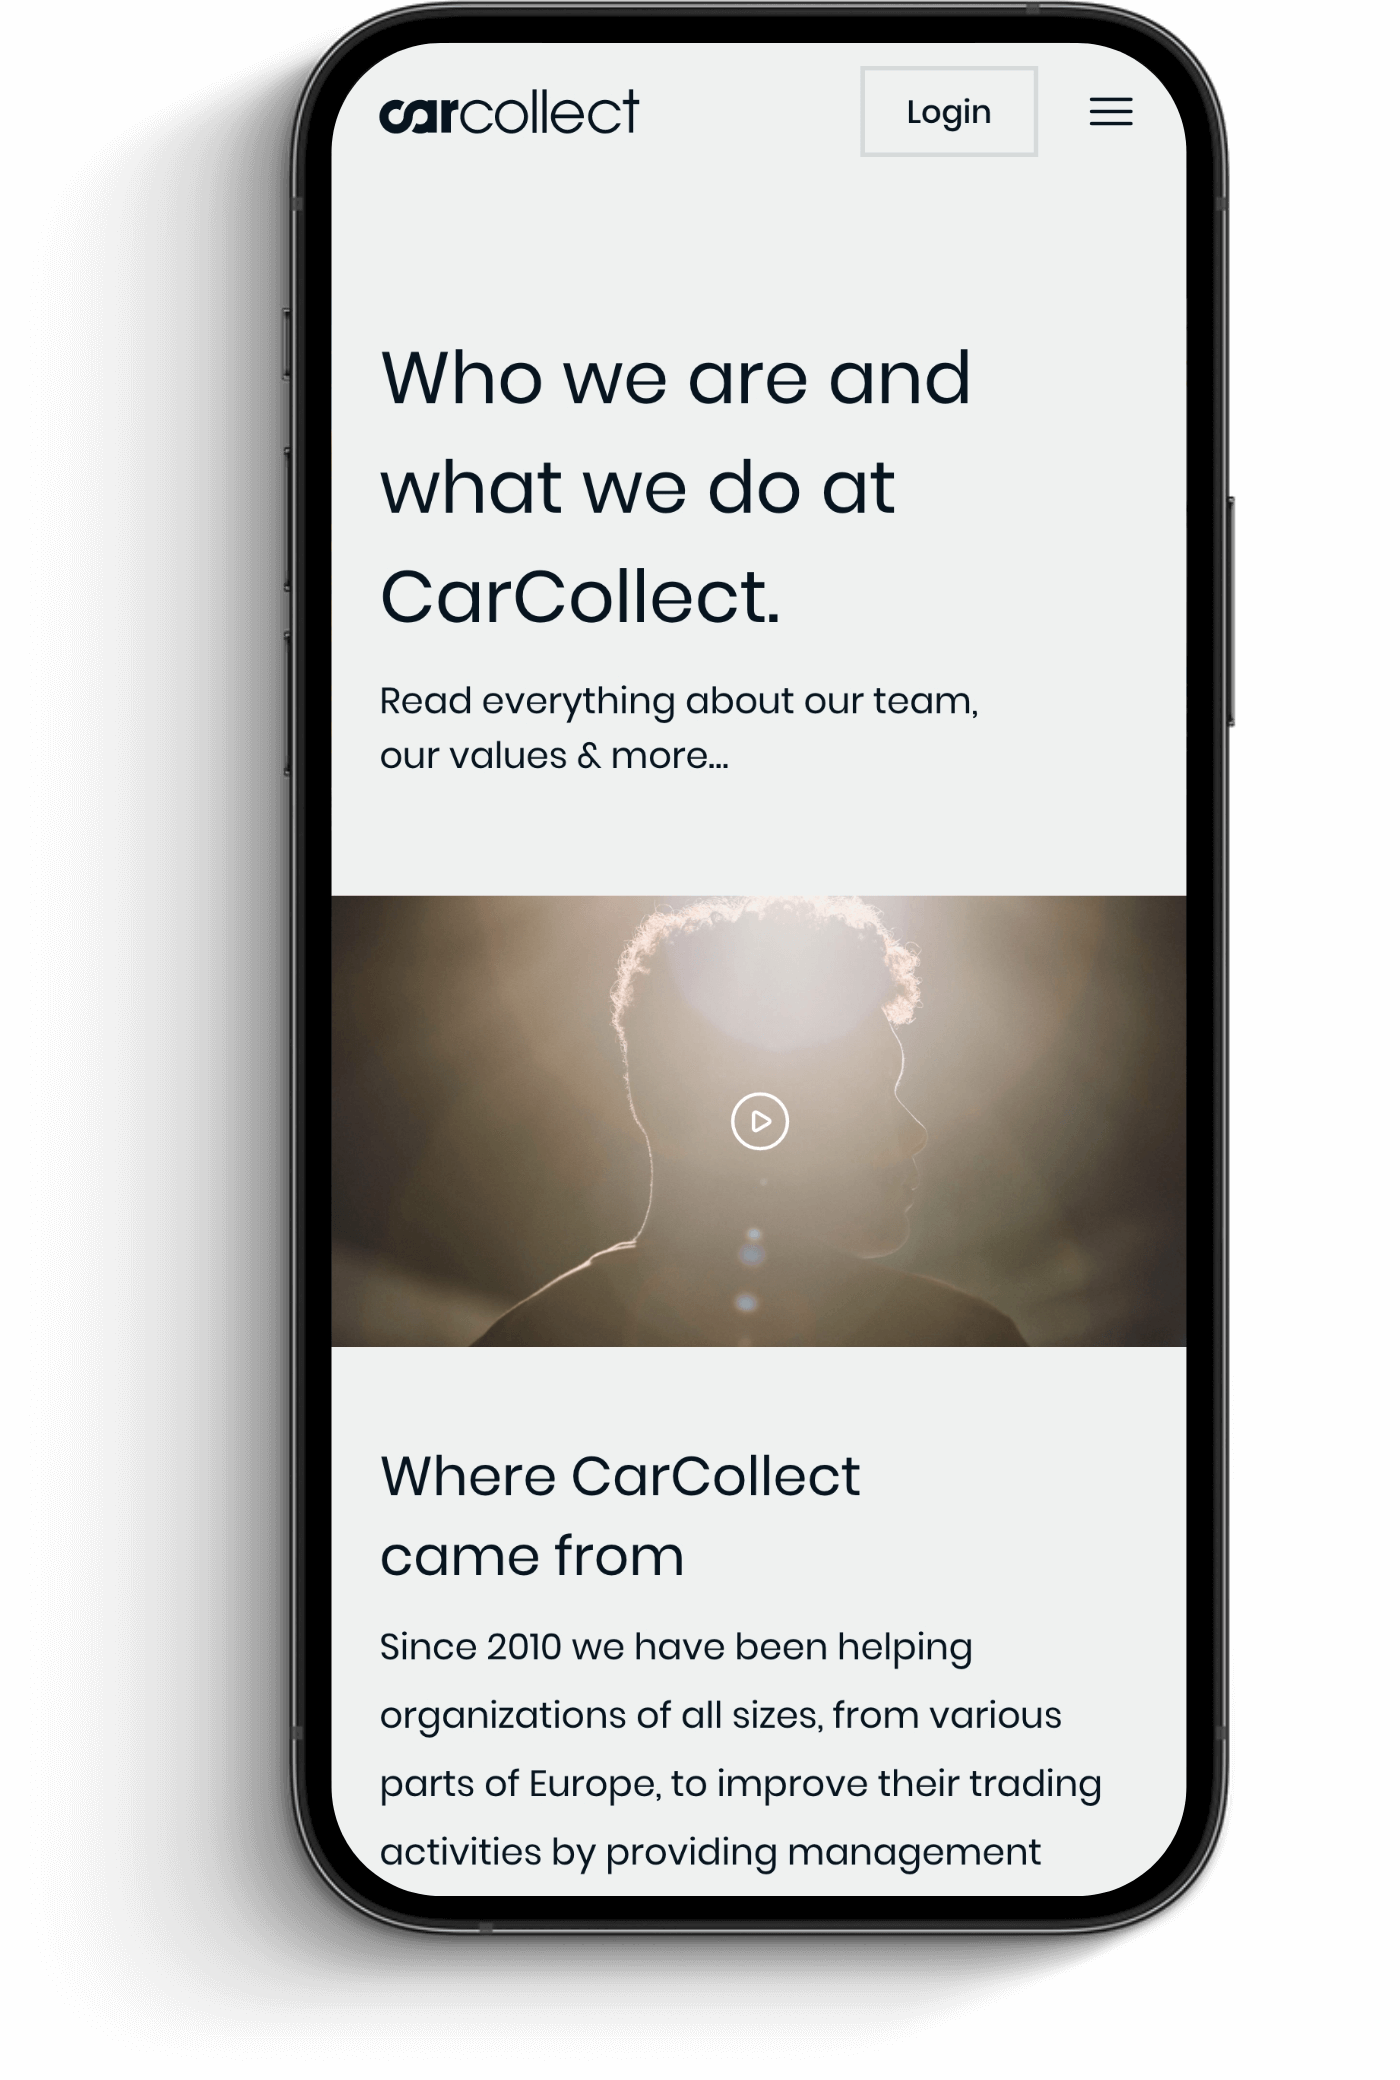 carcollect
Login
Who we are and
what we do at
CarCollect.
Read everything about our team,
our values & more...
Where CarCollect
came from
Since 2010 we have been helping
organizations of all sizes, from various
parts of Europe, to improve their trading
activities by providing management